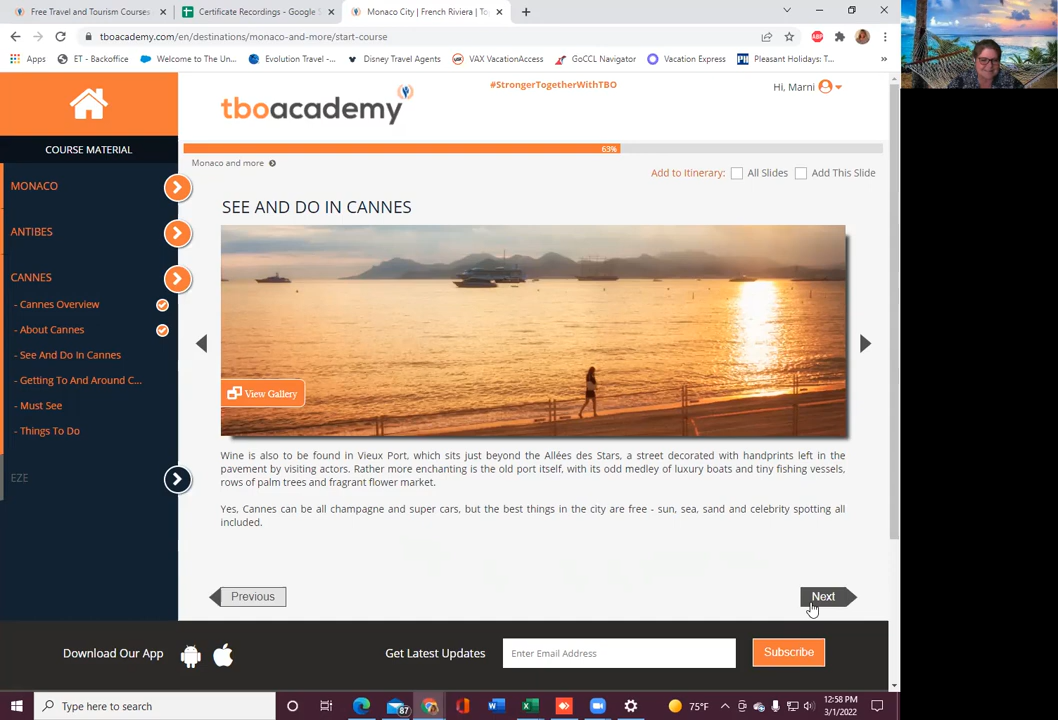 Free Travel and Tourism Courses
Certificate Recordings - Google S
Monaco City | French Riviera | To
tboacademy.com/en/destinations/monaco-and-more/start-course
Apps
ET - Backoffice
Welcome to The Un...
Evolution Travel -...
Disney Travel Agents
VAX VacationAccess
GoCCL Navigator
Vacation Express
Pleasant Holidays: T...
#StrongerTogetherWithTBO
Hi, Marni
tboacademy
COURSE MATERIAL
63%
Monaco and more
Add to Itinerary:
All Slides
Add This Slide
MONACO
SEE AND DO IN CANNES
ANTIBES
CANNES
- Cannes Overview
- About Cannes
- See And Do In Cannes
- Getting To And Around C...
- Must See
- Things To Do
EZE
View Gallery
Wine is also to be found in Vieux Port, which sits just beyond the Allées des Stars, a street decorated with handprints left in the
pavement by visiting actors. Rather more enchanting is the old port itself, with its odd medley of luxury boats and tiny fishing vessels,
rows of palm trees and fragrant flower market.
Yes, Cannes can be all champagne and super cars, but the best things in the city are free - sun, sea, sand and celebrity spotting all
included.
Previous
Next
Download Our App
Get Latest Updates
Enter Email Address
Subscribe
Type here to search
87
75°F
12:58 PM
3/1/2022